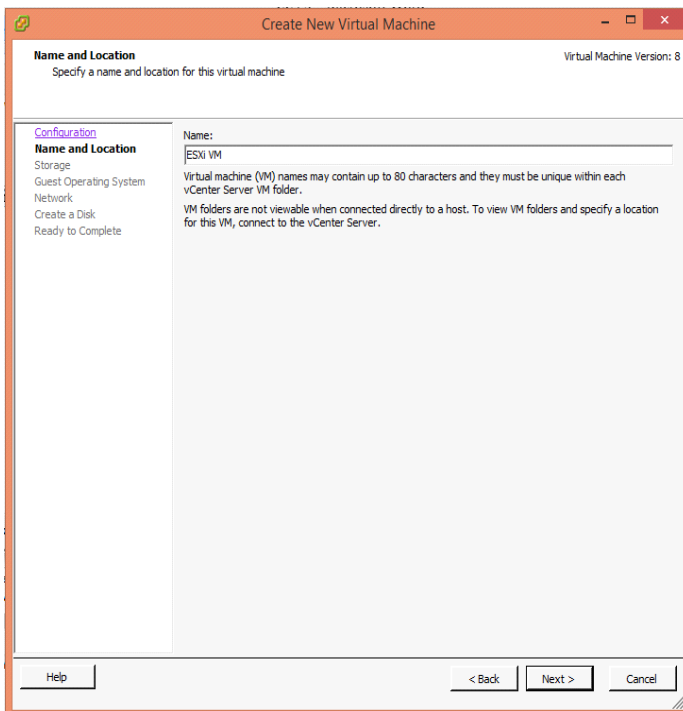 Create New Virtual Machine
Name and Location
Specify a name and location for this virtual machine
Virtual Machine Version: 8
Configuration
Name and Location
Storage
Guest Operating System
Network
Create a Disk
Ready to Complete
Name:
ESXi VM
Virtual machine (VM) names may contain up to 80 characters and they must be unique within each
vCenter Server VM folder.
VM folders are not viewable when connected directly to a host. To view VM folders and specify a location
for this VM, connect to the vCenter Server.
Help
< Back
Next >
Cancel